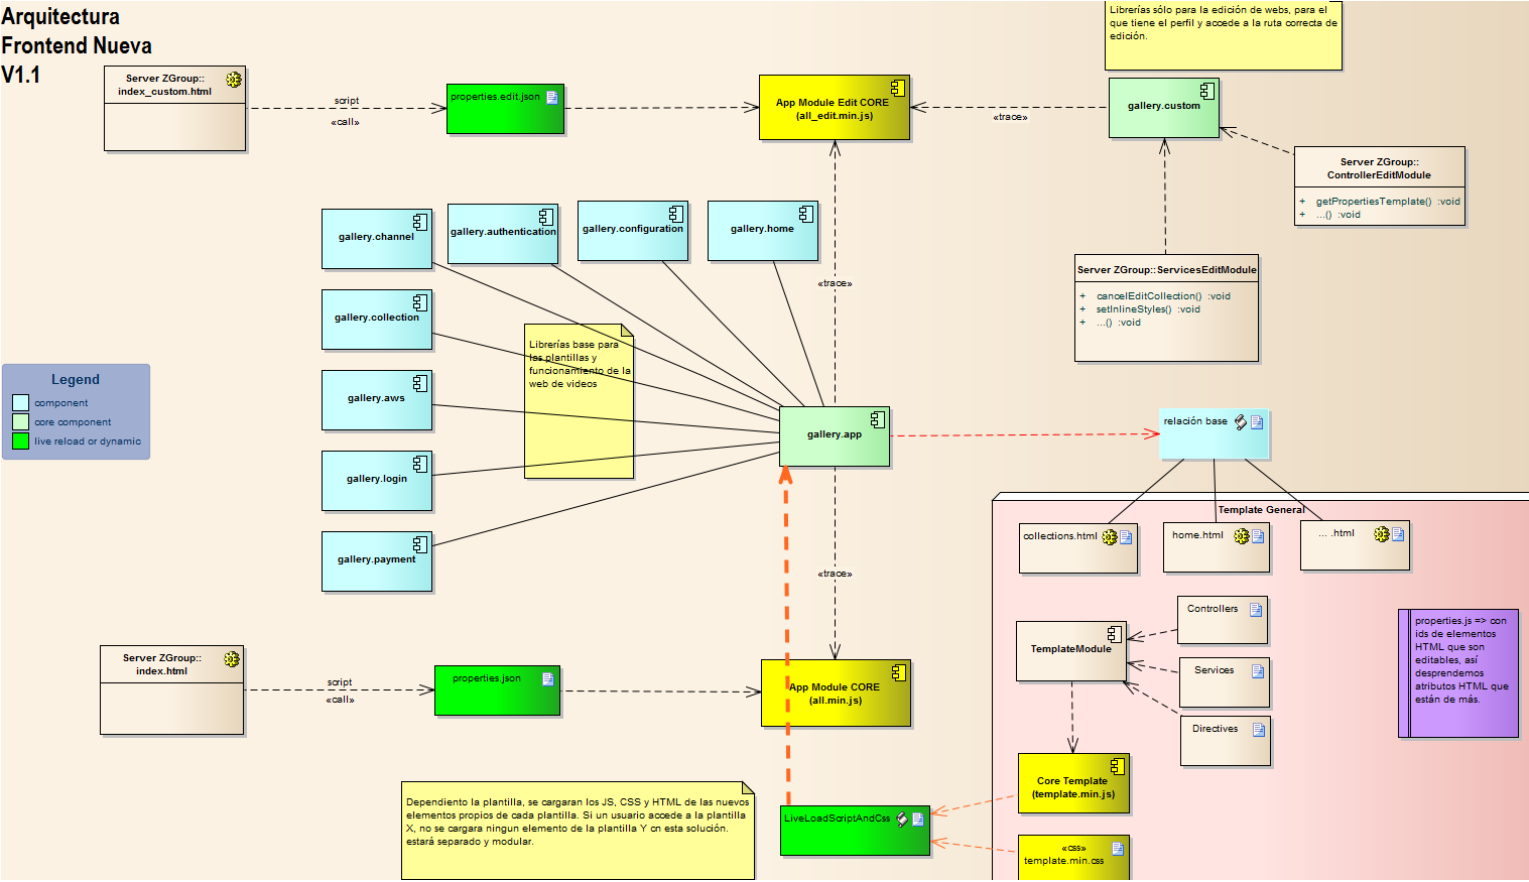 Arquitectura
Frontend Nueva
V1.1
Librerías sólo para la edición de webs, para el
que tiene el perfil y accede a la ruta correcta de
edición.
Server ZGroup::
index_custom.html
script
«call»
properties.edit.json
App Module Edit CORE
(all_edit.min.js)
«trace»
gallery.custom
Server ZGroup::
ControllerEditModule
+ getPropertiesTemplate() :void
+ ...() :void
Server ZGroup::ServicesEditModule
+ cancelEditCollection() :void
+ setInlineStyles() :void
+ ...() :void
gallery.channel
gallery.authentication
gallery.configuration
gallery.home
«trace»
gallery.collection
Librerías base para
las plantillas y
funcionamiento de la
web de videos
Legend
component
core component
live reload or dynamic
gallery.aws
gallery.app
relación base
gallery.login
gallery.payment
«trace»
Template General
collections.html
home.html
... .html
Controllers
TemplateModule
Services
Directives
properties.js => con
ids de elementos
HTML que son
editables, así
desprendemos
atributos HTML que
están de más.
Server ZGroup::
index.html
script
«call»
properties.json
App Module CORE
(all.min.js)
Core Template
(template.min.js)
Dependiento la plantilla, se cargaran los JS, CSS y HTML de las nuevos
elementos propios de cada plantilla. Si un usuario accede a la plantilla
X, no se cargara ningun elemento de la plantilla Y cn esta solución.
estará separado y modular.
LiveLoadScriptAndCss
«css»
template.min.css